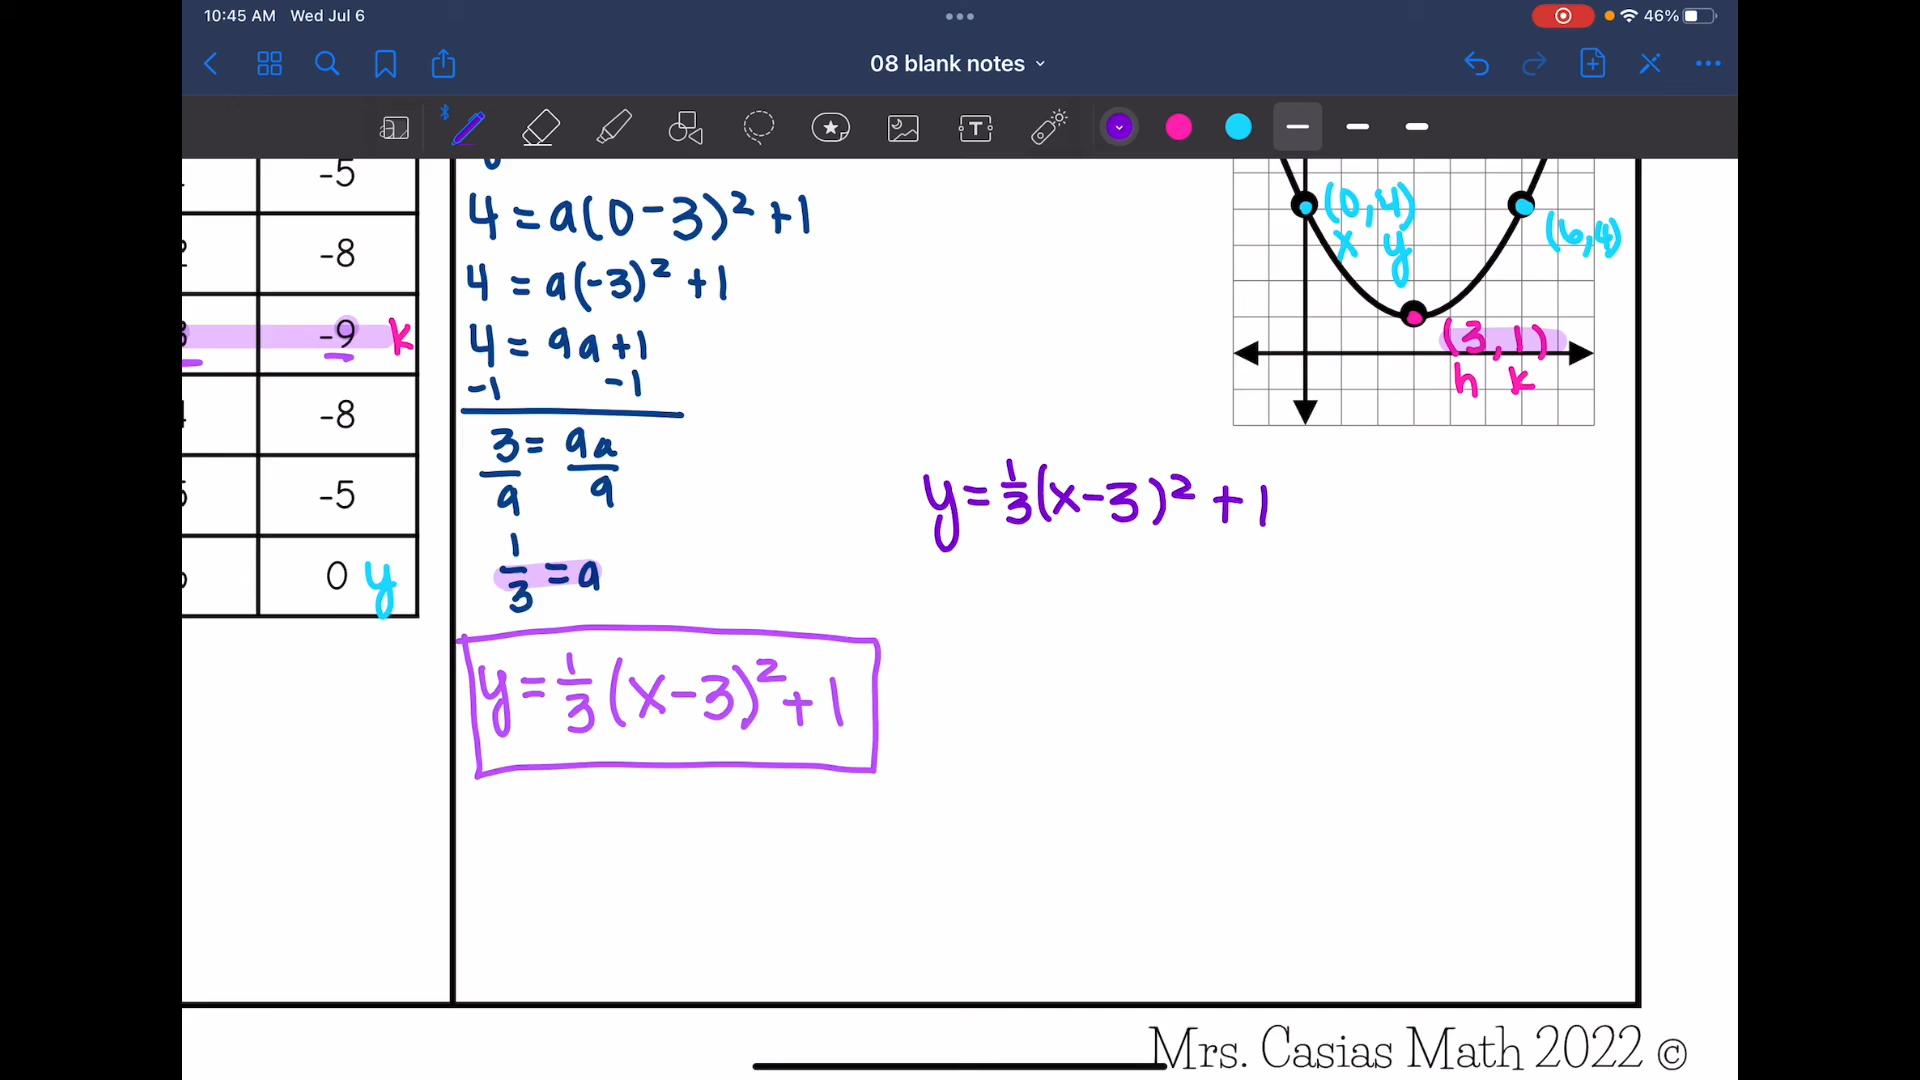 10:45 AM Wed Jul 6
46%
08 blank notes
T
-5
-8
-9 k
-8
-5
0 y
4 = a(0-3)² +1
4 = a(-3)² +1
4 = 9a +1
-1 -1
3 = 9a
9 9
1
3 = a
y = 1/3 (x-3)² + 1
(0,4)
x y
(6,4)
(3,1)
h k
y = 1/3 (x-3)² + 1
Mrs. Casias Math 2022 ©